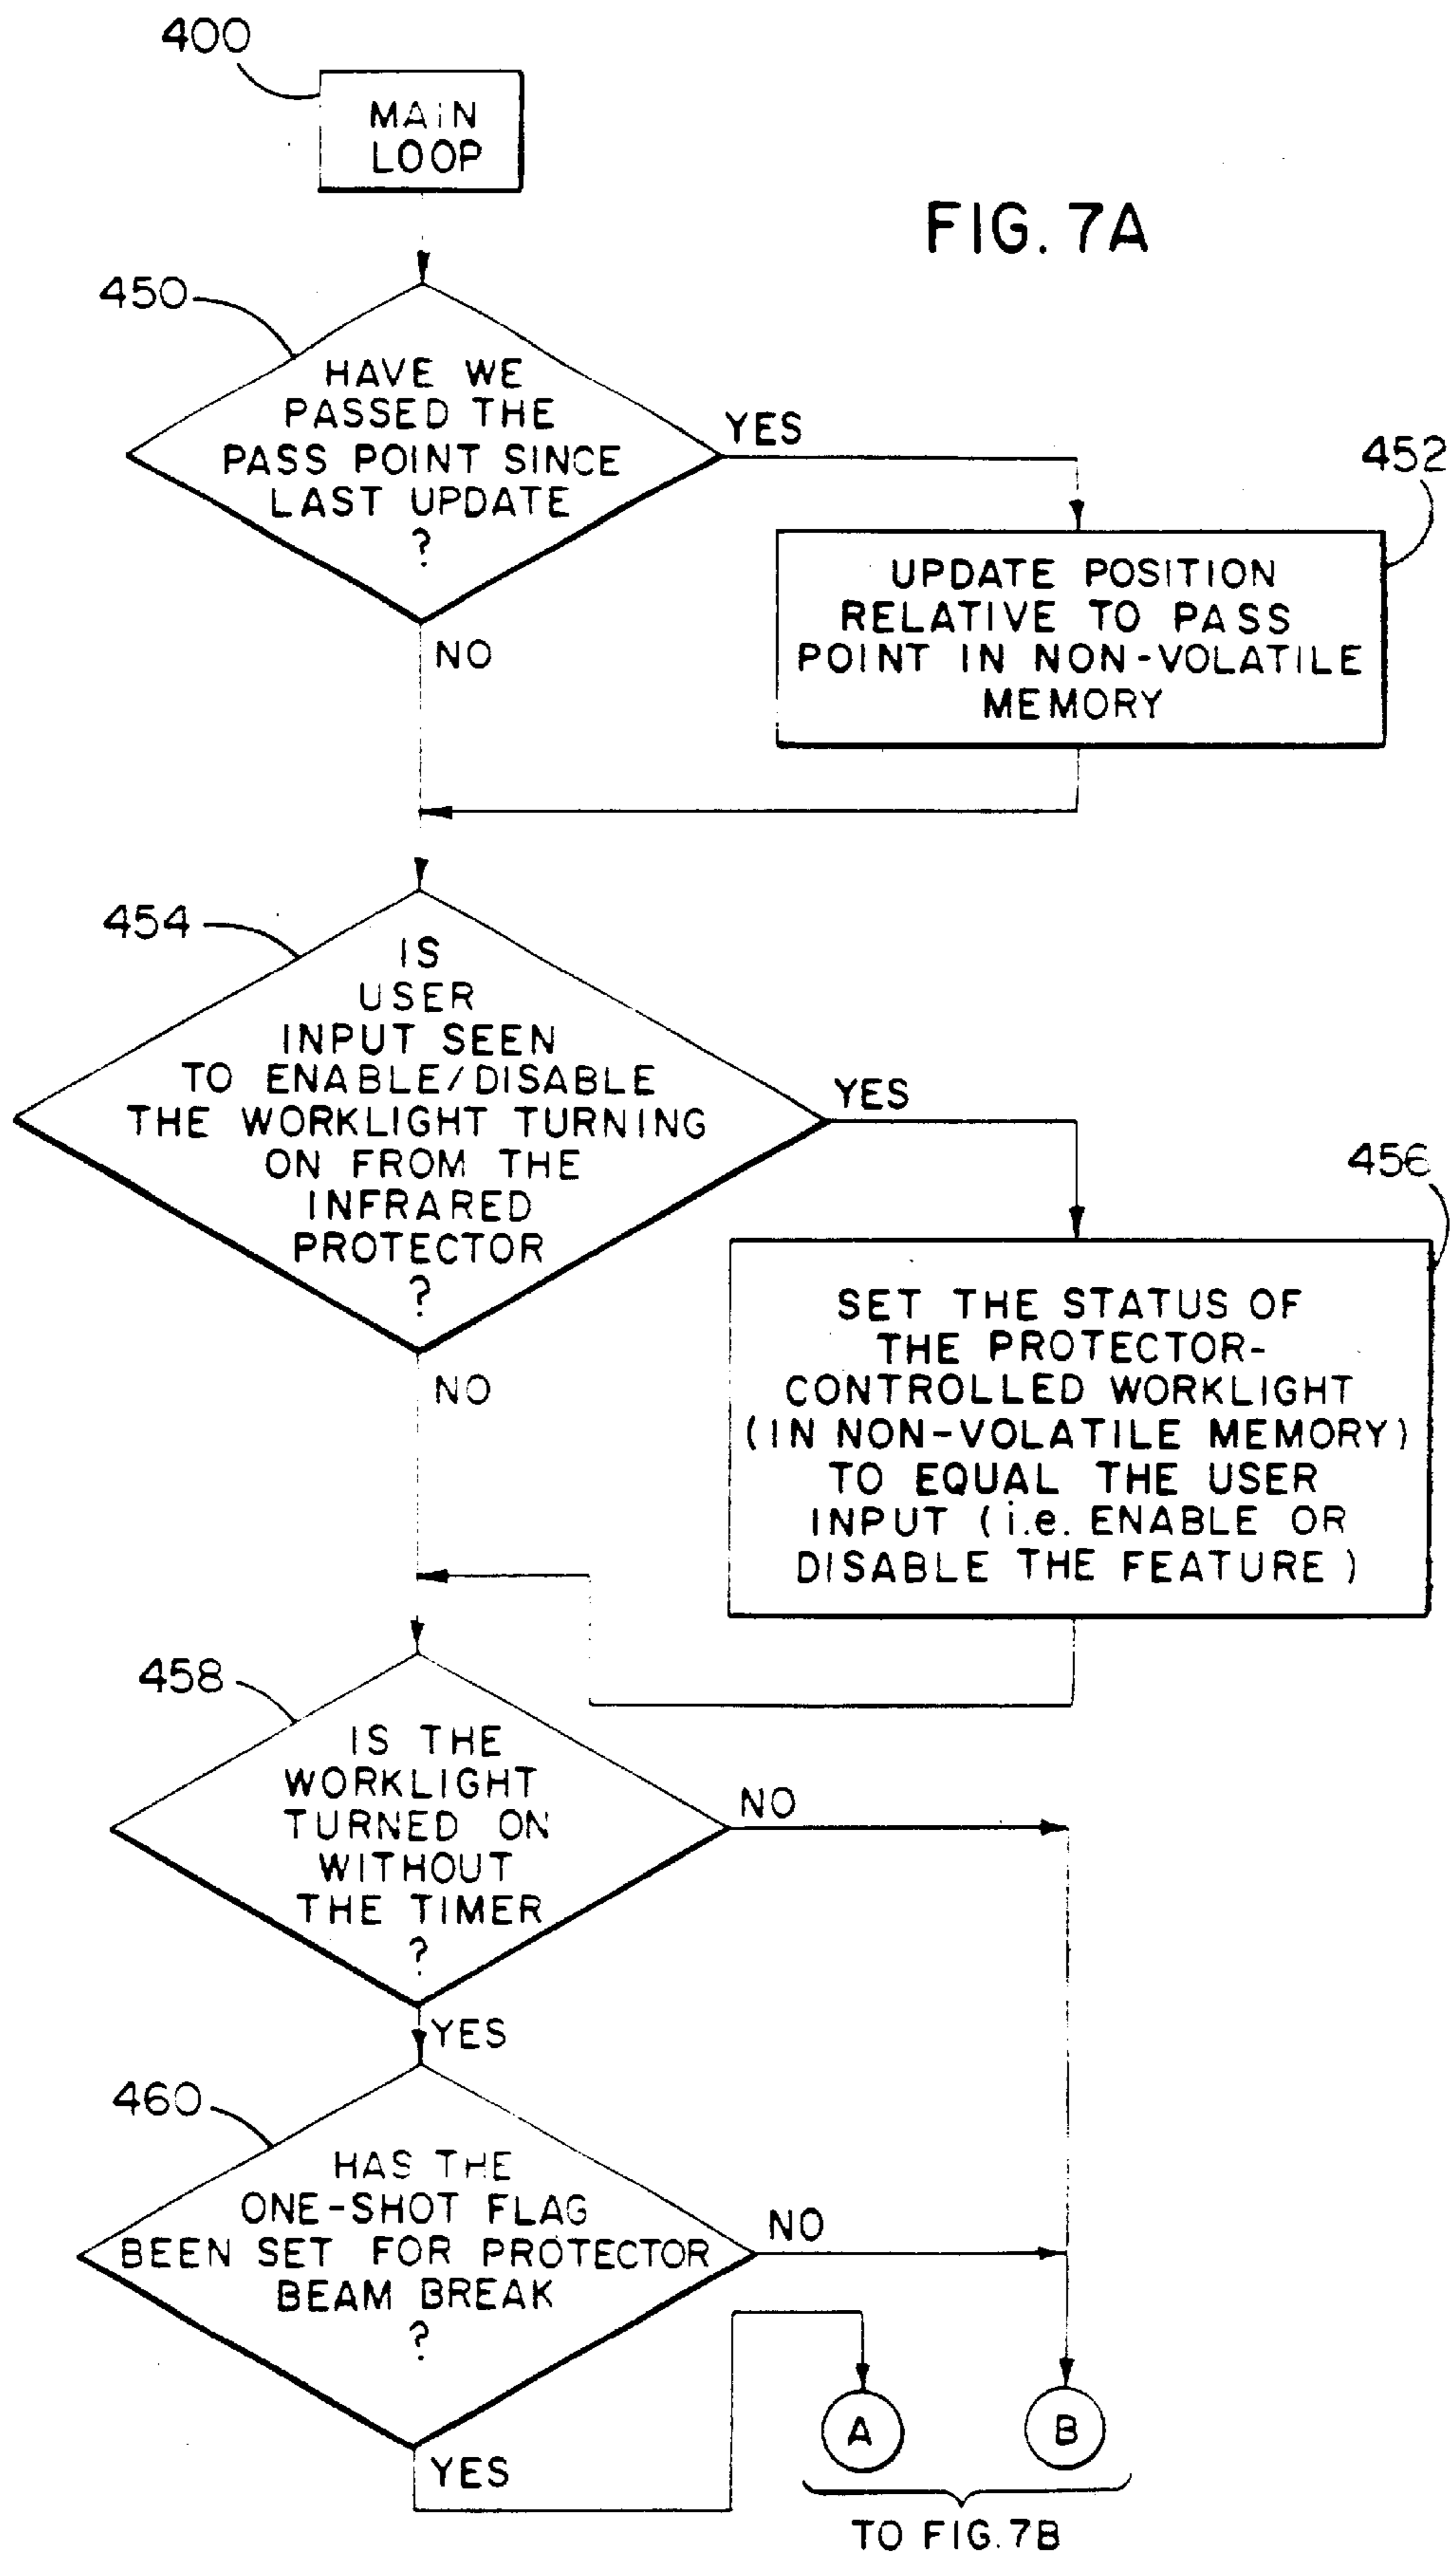 400
MAIN
LOOP
FIG. 7A
450
HAVE WE
PASSED THE
PASS POINT SINCE
LAST UPDATE
?
YES
NO
452
UPDATE POSITION
RELATIVE TO PASS
POINT IN NON-VOLATILE
MEMORY
454
IS
USER
INPUT SEEN
TO ENABLE/DISABLE
THE WORKLIGHT TURNING
ON FROM THE
INFRARED
PROTECTOR
?
YES
NO
456
SET THE STATUS OF
THE PROTECTOR-
CONTROLLED WORKLIGHT
(IN NON-VOLATILE MEMORY)
TO EQUAL THE USER
INPUT (i.e. ENABLE OR
DISABLE THE FEATURE)
458
IS THE
WORKLIGHT
TURNED ON
WITHOUT
THE TIMER
?
NO
YES
460
HAS THE
ONE-SHOT FLAG
BEEN SET FOR PROTECTOR
BEAM BREAK
?
NO
YES
A
B
TO FIG. 7B